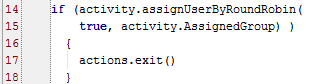 14 if (activity.assignUserByRoundRobin(
15 true, activity.AssignedGroup) )
16 {
17 actions.exit()
18 }